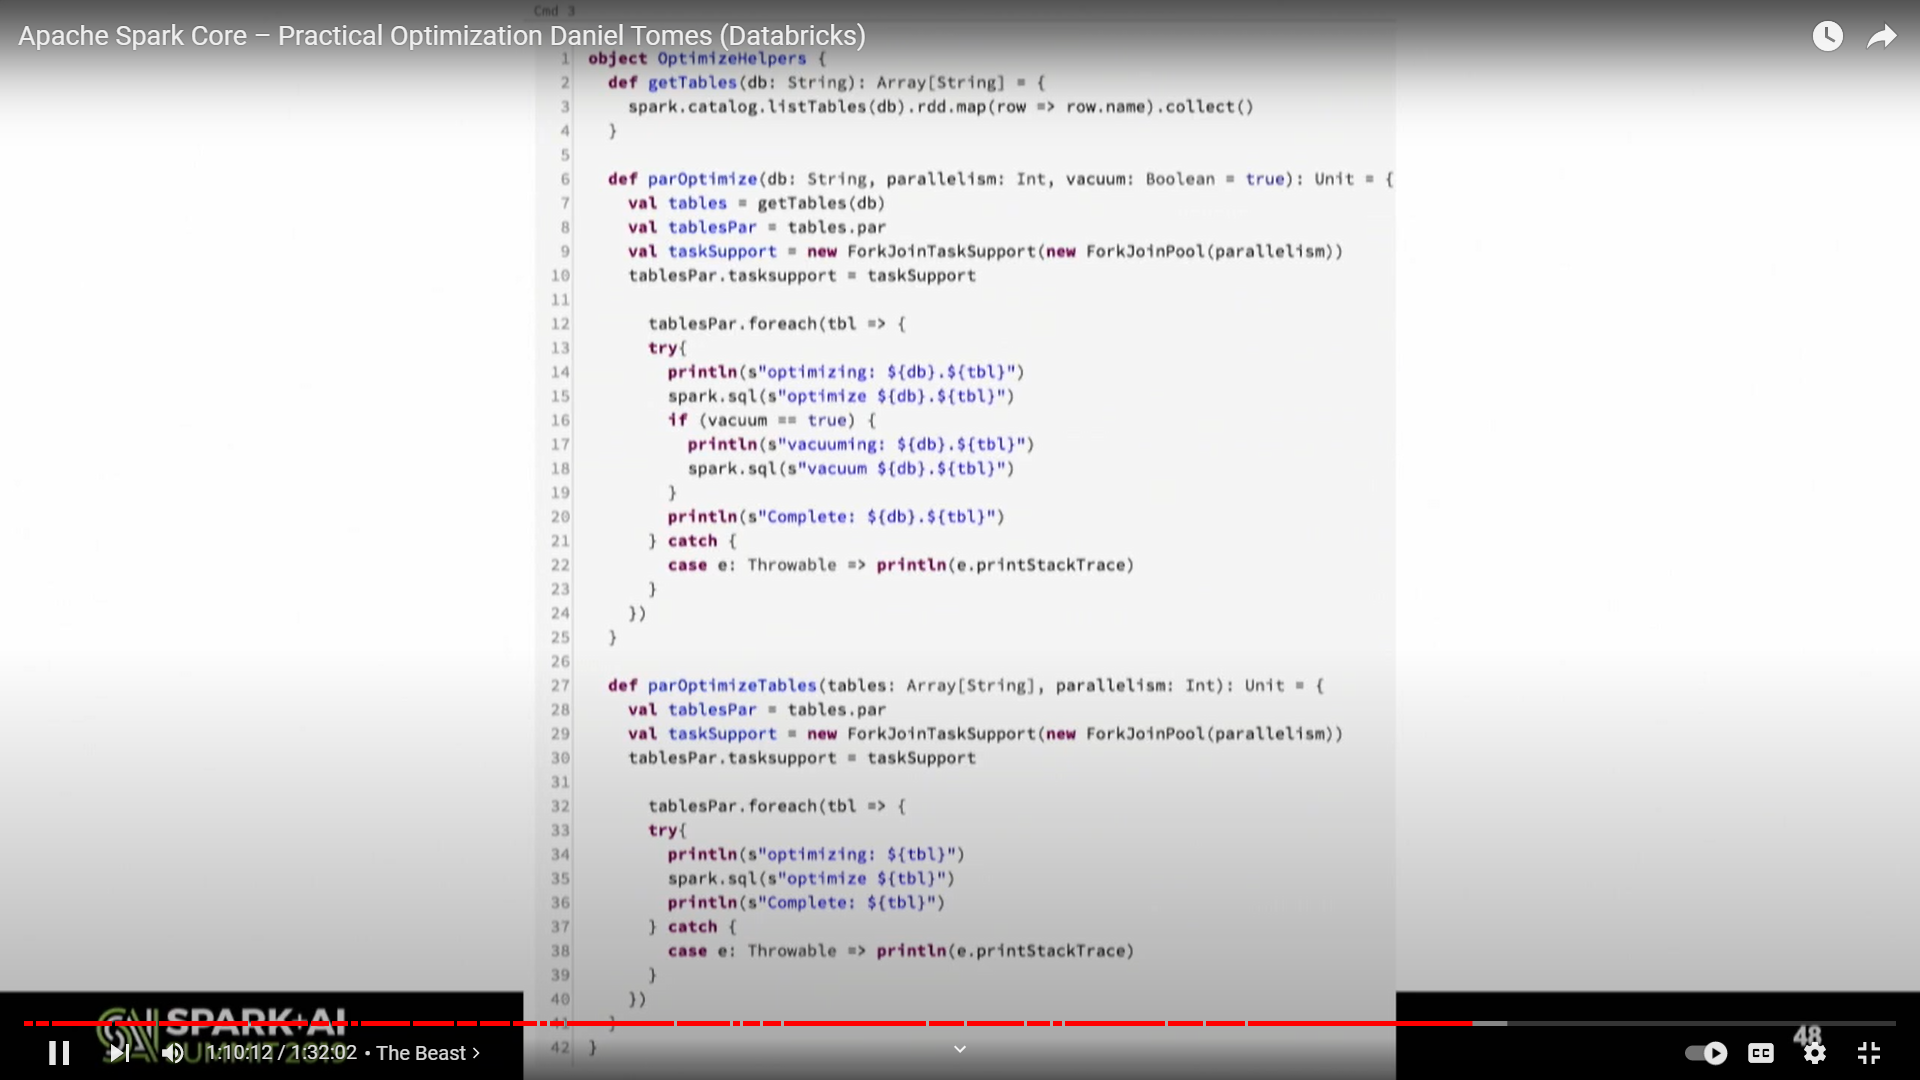 Cmd 3
Apache Spark Core – Practical Optimization Daniel Tomes (Databricks)
1 object OptimizeHelpers {
2   def getTables(db: String): Array[String] = {
3     spark.catalog.listTables(db).rdd.map(row => row.name).collect()
4   }
5
6   def parOptimize(db: String, parallelism: Int, vacuum: Boolean = true): Unit = {
7     val tables = getTables(db)
8     val tablesPar = tables.par
9     val taskSupport = new ForkJoinTaskSupport(new ForkJoinPool(parallelism))
10     tablesPar.tasksupport = taskSupport
11
12       tablesPar.foreach(tbl => {
13       try{
14         println(s"optimizing: ${db}.${tbl}")
15         spark.sql(s"optimize ${db}.${tbl}")
16         if (vacuum == true) {
17           println(s"vacuuming: ${db}.${tbl}")
18           spark.sql(s"vacuum ${db}.${tbl}")
19         }
20         println(s"Complete: ${db}.${tbl}")
21       } catch {
22         case e: Throwable => println(e.printStackTrace)
23       }
24     })
25   }
26
27   def parOptimizeTables(tables: Array[String], parallelism: Int): Unit = {
28     val tablesPar = tables.par
29     val taskSupport = new ForkJoinTaskSupport(new ForkJoinPool(parallelism))
30     tablesPar.tasksupport = taskSupport
31
32       tablesPar.foreach(tbl => {
33       try{
34         println(s"optimizing: ${tbl}")
35         spark.sql(s"optimize ${tbl}")
36         println(s"Complete: ${tbl}")
37       } catch {
38         case e: Throwable => println(e.printStackTrace)
39       }
40     })
41   }
42 }
SPARK+AI
SUMMIT 2019
48
1:10:12 / 1:32:02 • The Beast >
CC